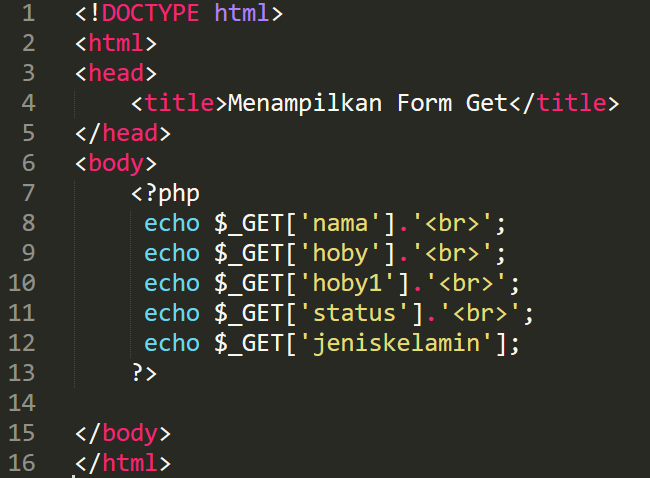 1 <!DOCTYPE html>
2 <html>
3 <head>
4     <title>Menampilkan Form Get</title>
5 </head>
6 <body>
7     <?php
8      echo $_GET['nama'].'<br>';
9      echo $_GET['hoby'].'<br>';
10      echo $_GET['hoby1'].'<br>';
11      echo $_GET['status'].'<br>';
12      echo $_GET['jeniskelamin'];
13     ?>
14
15 </body>
16 </html>